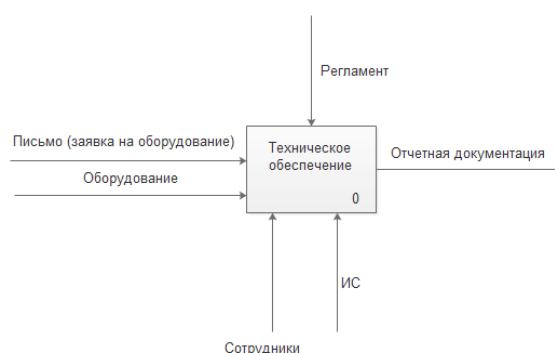 Регламент
Письмо (заявка на оборудование)
Техническое
обеспечение
Отчетная документация
Оборудование
0
ИС
Сотрудники